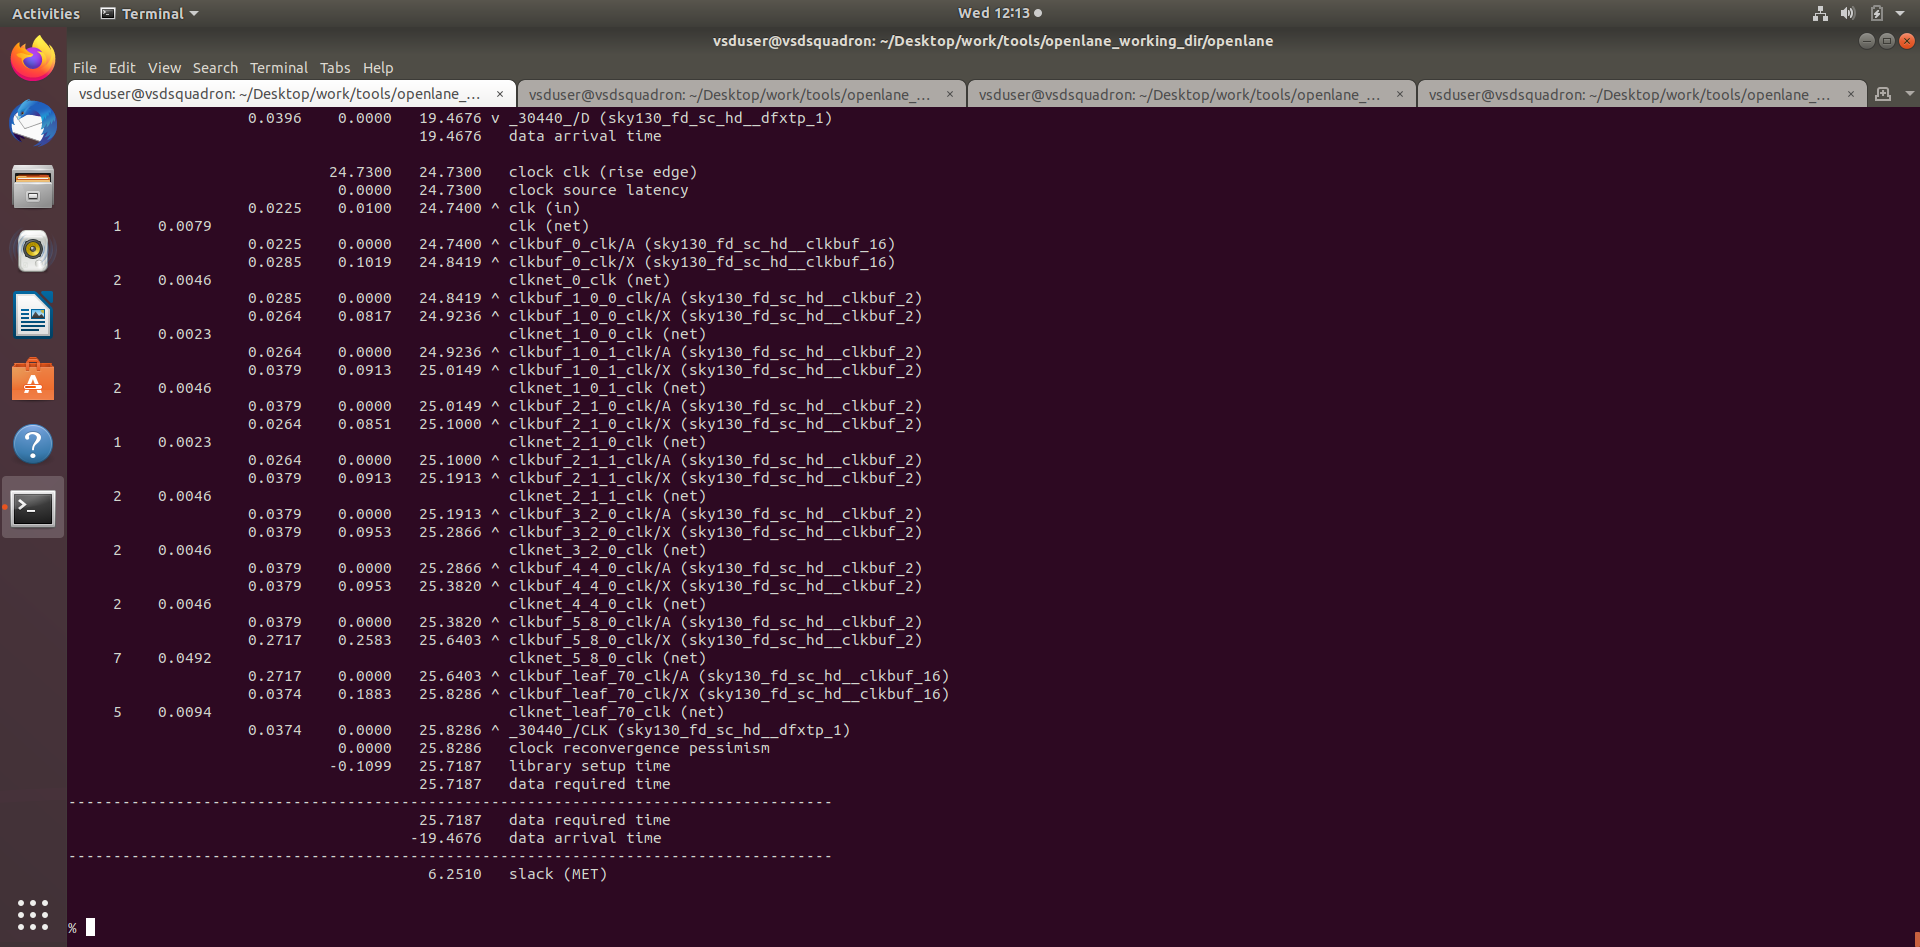 Activities Terminal Wed 12:13
vsduser@vsdsquadron: ~/Desktop/work/tools/openlane_working_dir/openlane
File Edit View Search Terminal Tabs Help
vsduser@vsdsquadron: ~/Desktop/work/tools/openlane_... × vsduser@vsdsquadron: ~/Desktop/work/tools/openlane_... × vsduser@vsdsquadron: ~/Desktop/work/tools/openlane_... × vsduser@vsdsquadron: ~/Desktop/work/tools/openlane_... ×
0.0396 0.0000 19.4676 v _30440_/D (sky130_fd_sc_hd__dfxtp_1)
19.4676 data arrival time
24.7300 24.7300 clock clk (rise edge)
0.0000 24.7300 clock source latency
0.0225 0.0100 24.7400 ^ clk (in)
1 0.0079 clk (net)
0.0225 0.0000 24.7400 ^ clkbuf_0_clk/A (sky130_fd_sc_hd__clkbuf_16)
0.0285 0.1019 24.8419 ^ clkbuf_0_clk/X (sky130_fd_sc_hd__clkbuf_16)
2 0.0046 clknet_0_clk (net)
0.0285 0.0000 24.8419 ^ clkbuf_1_0_0_clk/A (sky130_fd_sc_hd__clkbuf_2)
0.0264 0.0817 24.9236 ^ clkbuf_1_0_0_clk/X (sky130_fd_sc_hd__clkbuf_2)
1 0.0023 clknet_1_0_0_clk (net)
0.0264 0.0000 24.9236 ^ clkbuf_1_0_1_clk/A (sky130_fd_sc_hd__clkbuf_2)
0.0379 0.0913 25.0149 ^ clkbuf_1_0_1_clk/X (sky130_fd_sc_hd__clkbuf_2)
2 0.0046 clknet_1_0_1_clk (net)
0.0379 0.0000 25.0149 ^ clkbuf_2_1_0_clk/A (sky130_fd_sc_hd__clkbuf_2)
0.0264 0.0851 25.1000 ^ clkbuf_2_1_0_clk/X (sky130_fd_sc_hd__clkbuf_2)
1 0.0023 clknet_2_1_0_clk (net)
0.0264 0.0000 25.1000 ^ clkbuf_2_1_1_clk/A (sky130_fd_sc_hd__clkbuf_2)
0.0379 0.0913 25.1913 ^ clkbuf_2_1_1_clk/X (sky130_fd_sc_hd__clkbuf_2)
2 0.0046 clknet_2_1_1_clk (net)
0.0379 0.0000 25.1913 ^ clkbuf_3_2_0_clk/A (sky130_fd_sc_hd__clkbuf_2)
0.0379 0.0953 25.2866 ^ clkbuf_3_2_0_clk/X (sky130_fd_sc_hd__clkbuf_2)
2 0.0046 clknet_3_2_0_clk (net)
0.0379 0.0000 25.2866 ^ clkbuf_4_4_0_clk/A (sky130_fd_sc_hd__clkbuf_2)
0.0379 0.0953 25.3820 ^ clkbuf_4_4_0_clk/X (sky130_fd_sc_hd__clkbuf_2)
2 0.0046 clknet_4_4_0_clk (net)
0.0379 0.0000 25.3820 ^ clkbuf_5_8_0_clk/A (sky130_fd_sc_hd__clkbuf_2)
0.2717 0.2583 25.6403 ^ clkbuf_5_8_0_clk/X (sky130_fd_sc_hd__clkbuf_2)
7 0.0492 clknet_5_8_0_clk (net)
0.2717 0.0000 25.6403 ^ clkbuf_leaf_70_clk/A (sky130_fd_sc_hd__clkbuf_16)
0.0374 0.1883 25.8286 ^ clkbuf_leaf_70_clk/X (sky130_fd_sc_hd__clkbuf_16)
5 0.0094 clknet_leaf_70_clk (net)
0.0374 0.0000 25.8286 ^ _30440_/CLK (sky130_fd_sc_hd__dfxtp_1)
0.0000 25.8286 clock reconvergence pessimism
-0.1099 25.7187 library setup time
25.7187 data required time
-------------------------------------------------------------------------------------
25.7187 data required time
-19.4676 data arrival time
-------------------------------------------------------------------------------------
6.2510 slack (MET)
%